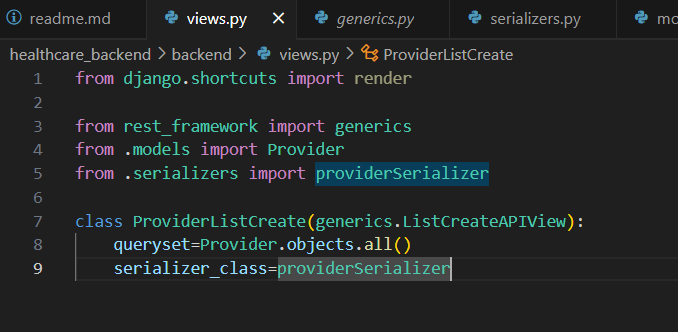 readme.md views.py generics.py serializers.py mo
healthcare_backend > backend > views.py > ProviderListCreate
1 from django.shortcuts import render
2
3 from rest_framework import generics
4 from .models import Provider
5 from .serializers import providerSerializer
6
7 class ProviderListCreate(generics.ListCreateAPIView):
8     queryset=Provider.objects.all()
9     serializer_class=providerSerializer